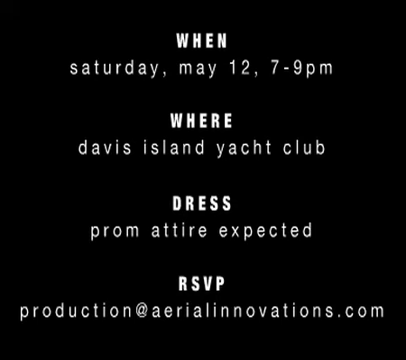 WHEN
saturday, may 12, 7-9pm
WHERE
davis island yacht club
DRESS
prom attire expected
RSVP
production@aerialinnovations.com